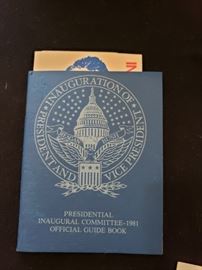 INAUGURATION OF
PRESIDENT AND
VICE PRESIDENT
PRESIDENTIAL
INAUGURAL COMMITTEE–1981
OFFICIAL GUIDE BOOK